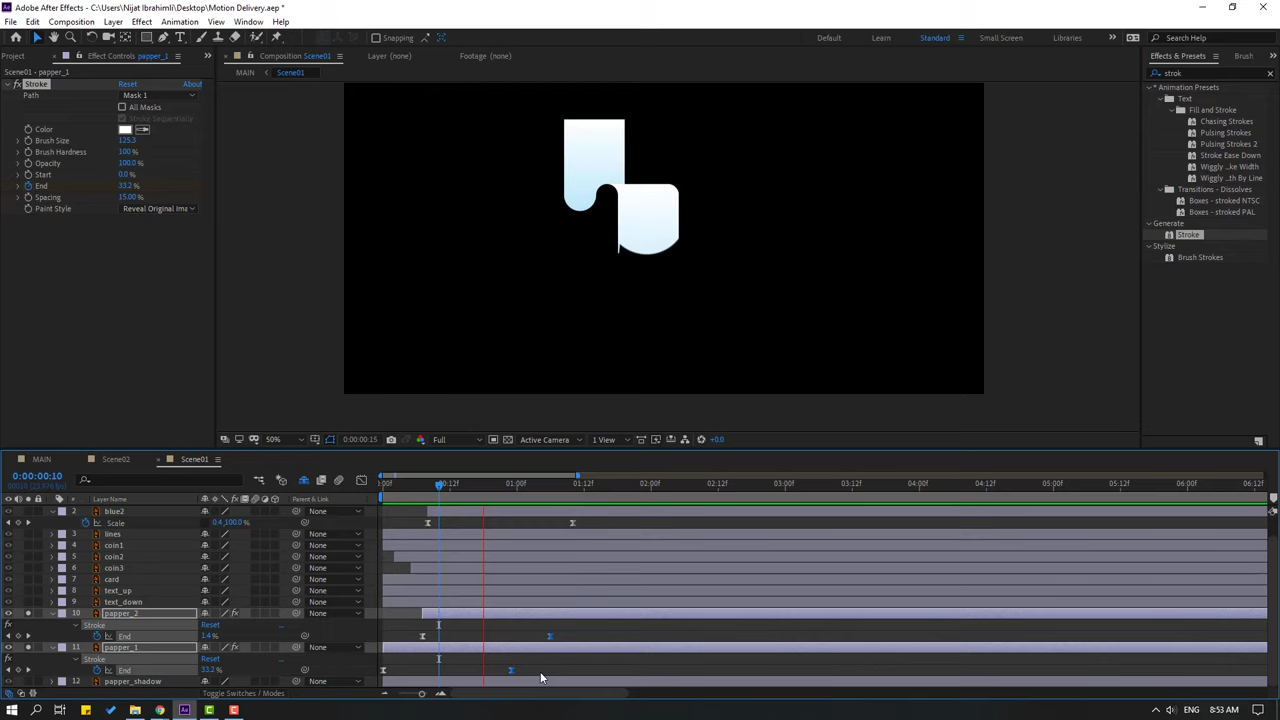 Adobe After Effects - C:\Users\Nijat Ibrahimli\Desktop\Motion Delivery.aep *
File Edit Composition Layer Effect Animation View Window Help
Snapping Default Learn Standard Small Screen Libraries Search Help
Project Effect Controls papper_1 Composition Scene01 Layer (none) Footage (none) Effects & Presets Brush
Scene01 - papper_1 MAIN Scene01 strok
fx Stroke Reset About * Animation Presets
Path Mask 1 Text
All Masks Fill and Stroke
Stroke Sequentially Chasing Strokes
Color Pulsing Strokes
Brush Size 125.3 Pulsing Strokes 2
Brush Hardness 100 % Stroke Ease Down
Opacity 100.0 % Wiggly ...ke Width
Start 0.0 % Wiggly ...th By Line
End 33.2 % Transitions - Dissolves
Spacing 15.00 % Boxes - stroked NTSC
Paint Style Reveal Original Ima Boxes - stroked PAL
Generate
Stroke
Stylize
Brush Strokes
50% 0:00:00:15 Full Active Camera 1 View +0.0
MAIN Scene02 Scene01
0:00:00:10
00010 (23.976 fps)
:00f 00:12f 01:00f 01:12f 02:00f 02:12f 03:00f 03:12f 04:00f 04:12f 05:00f 05:12f 06:00f 06:12f
# Layer Name fx Parent & Link
2 blue2 None
Scale 0.4,100.0 %
3 lines None
4 coin1 None
5 coin2 None
6 coin3 None
7 card None
8 text_up None
9 text_down None
10 papper_2 fx None
fx Stroke Reset ...
End 1.4 %
11 papper_1 fx None
fx Stroke Reset ...
End 33.2 %
12 papper_shadow None
Toggle Switches / Modes
Ae 8:53 AM